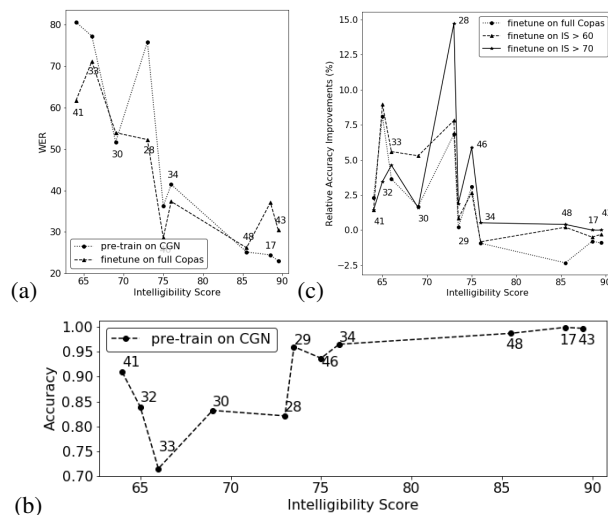 80
70
60
50
40
30
20
WER
41
33
30
28
34
48
17
43
pre-train on CGN
finetune on full Copas
65 70 75 80 85 90
Intelligibility Score
(a)
15.0
12.5
10.0
7.5
5.0
2.5
0.0
−2.5
Relative Accuracy Improvements (%)
28
finetune on full Copas
finetune on IS > 60
finetune on IS > 70
33
46
41
32
30
29
34
48
17
65 70 75 80 85 90
Intelligibility Score
(c)
1.00
0.95
0.90
0.85
0.80
0.75
0.70
Accuracy
pre-train on CGN
41
32
33
30
28
29
46
34
48
17
43
65 70 75 80 85 90
Intelligibility Score
(b)